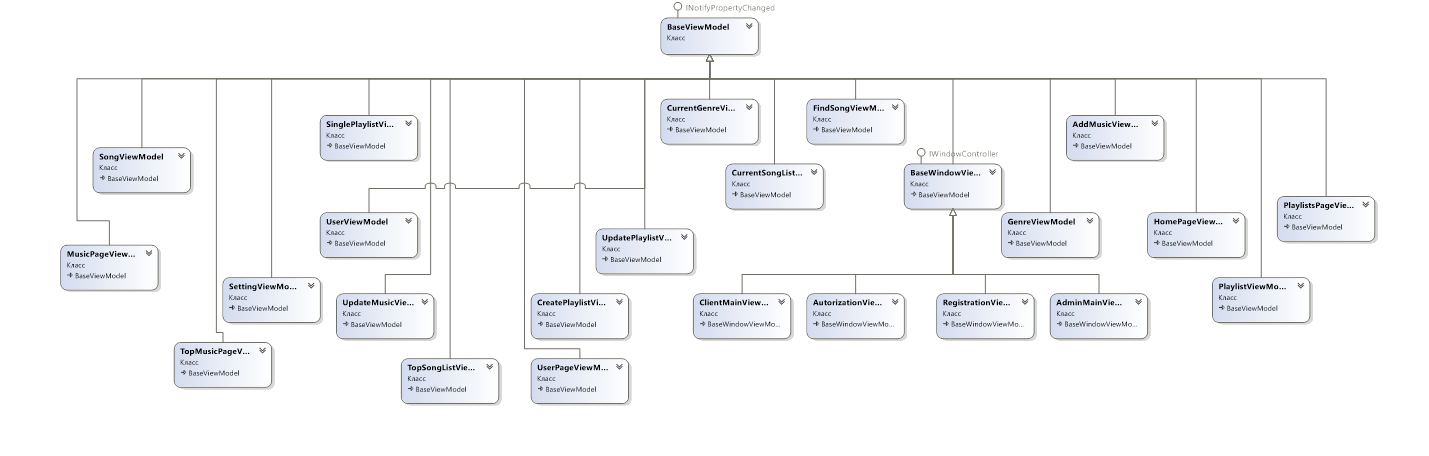 INotifyPropertyChanged
BaseViewModel
Класс
CurrentGenreVi...
Класс
BaseViewModel
FindSongViewM...
Класс
BaseViewModel
SinglePlaylistVi...
Класс
BaseViewModel
AddMusicView...
Класс
BaseViewModel
SongViewModel
Класс
BaseViewModel
IWindowController
CurrentSongList...
Класс
BaseViewModel
BaseWindowVie...
Класс
BaseViewModel
PlaylistsPageVie...
Класс
BaseViewModel
UserViewModel
Класс
BaseViewModel
GenreViewModel
Класс
BaseViewModel
HomePageView...
Класс
BaseViewModel
UpdatePlaylistV...
Класс
BaseViewModel
MusicPageView...
Класс
BaseViewModel
SettingViewMo...
Класс
BaseViewModel
PlaylistViewMo...
Класс
BaseViewModel
UpdateMusicVie...
Класс
BaseViewModel
CreatePlaylistVi...
Класс
BaseViewModel
ClientMainView...
Класс
BaseWindowViewMo...
AutorizationVie...
Класс
BaseWindowViewMo...
RegistrationVie...
Класс
BaseWindowViewMo...
AdminMainVie...
Класс
BaseWindowViewMo...
TopMusicPageV...
Класс
BaseViewModel
TopSongListVie...
Класс
BaseViewModel
UserPageViewM...
Класс
BaseViewModel